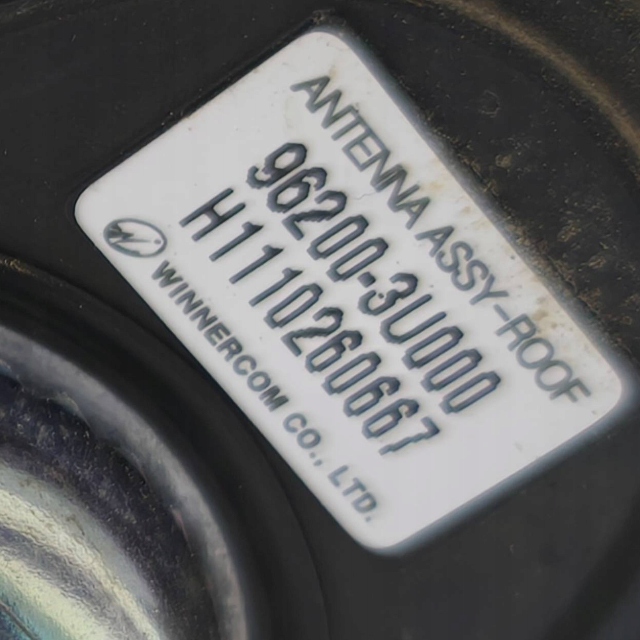 ANTENNA ASSY-ROOF
96200-3U000
H1110260667
WINNERCOM CO., LTD.